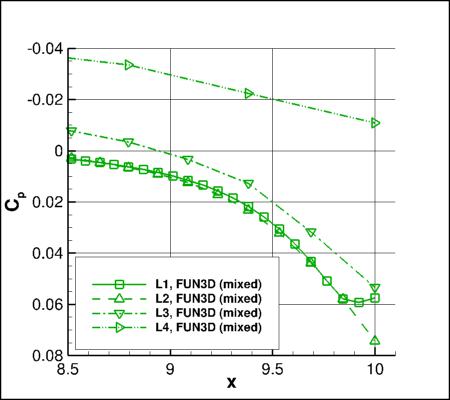 -0.04
-0.02
0
0.02
0.04
0.06
0.08
Cp
L1, FUN3D (mixed)
L2, FUN3D (mixed)
L3, FUN3D (mixed)
L4, FUN3D (mixed)
8.5 9 9.5 10
x